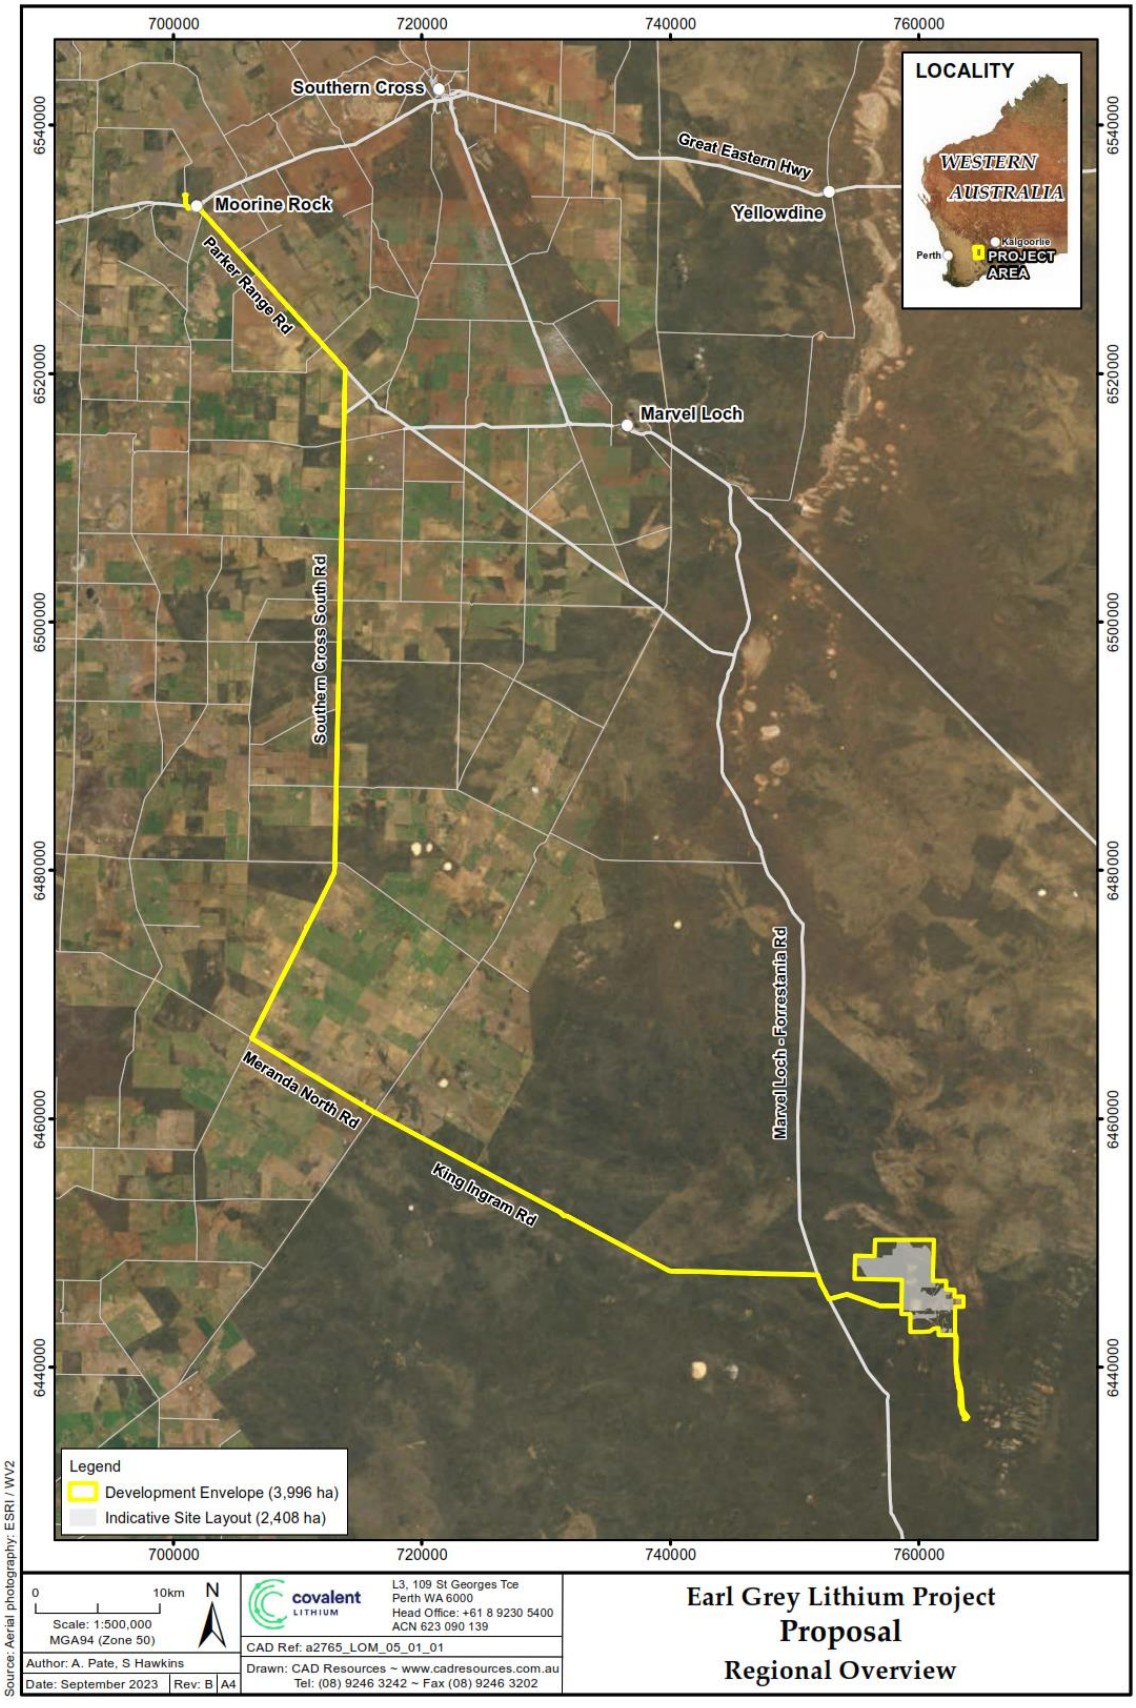 700000
720000
740000
760000
6540000
6520000
6500000
6480000
6460000
6440000
6540000
6520000
6500000
6480000
6460000
6440000
Southern Cross
Great Eastern Hwy
Yellowdine
Moorine Rock
Parker Range Rd
Marvel Loch
Southern Cross South Rd
Marvel Loch - Forrestania Rd
Meranda North Rd
King Ingram Rd
LOCALITY
WESTERN
AUSTRALIA
Kalgoorlie
Perth
PROJECT
AREA
Legend
Development Envelope (3,996 ha)
Indicative Site Layout (2,408 ha)
700000
720000
740000
760000
Source: Aerial photography: ESRI / WV2
0
10km
N
Scale: 1:500,000
MGA94 (Zone 50)
Author: A. Pate, S Hawkins
Date: September 2023
Rev: B
A4
covalent
LITHIUM
L3, 109 St Georges Tce
Perth WA 6000
Head Office: +61 8 9230 5400
ACN 623 090 139
CAD Ref: a2765_LOM_05_01_01
Drawn: CAD Resources ~ www.cadresources.com.au
Tel: (08) 9246 3242 ~ Fax (08) 9246 3202
Earl Grey Lithium Project
Proposal
Regional Overview